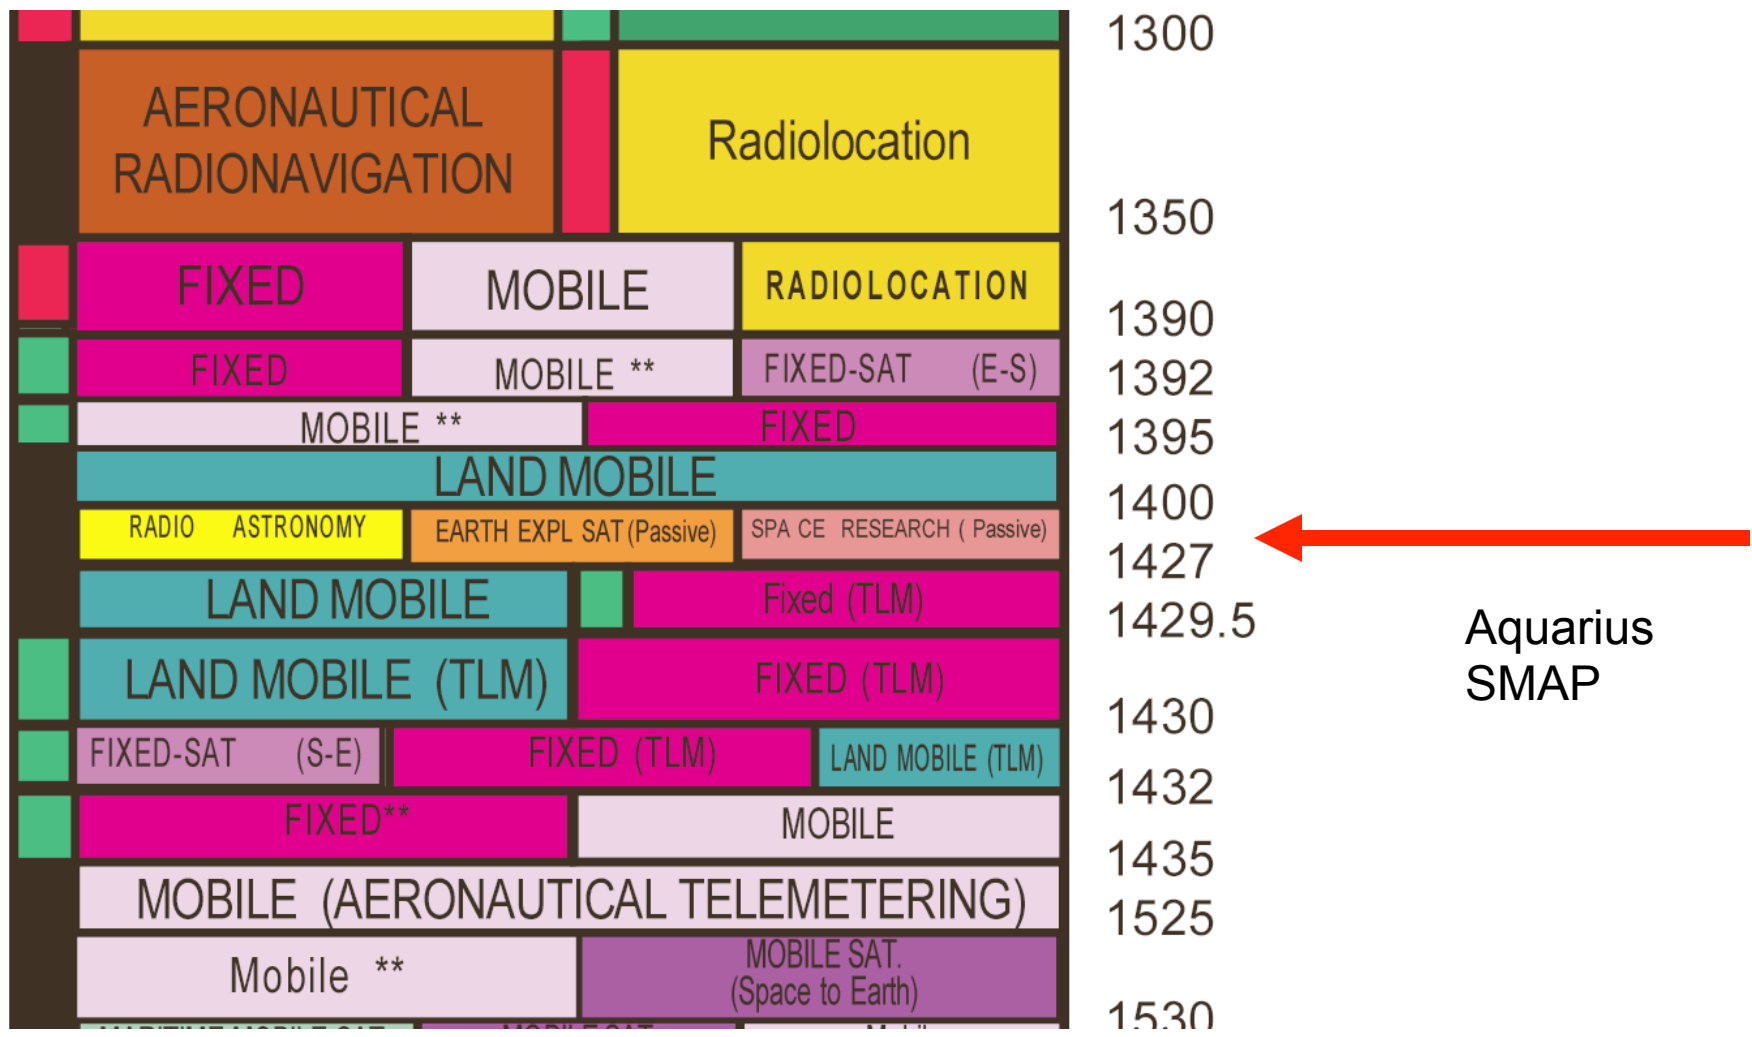 1300
AERONAUTICAL
RADIONAVIGATION
Radiolocation
1350
FIXED
MOBILE
RADIOLOCATION
1390
FIXED
MOBILE **
FIXED-SAT (E-S)
1392
MOBILE **
FIXED
1395
LAND MOBILE
1400
RADIO ASTRONOMY
EARTH EXPL SAT (Passive)
SPA CE RESEARCH ( Passive)
1427
LAND MOBILE
Fixed (TLM)
1429.5
Aquarius
SMAP
LAND MOBILE (TLM)
FIXED (TLM)
1430
FIXED-SAT (S-E)
FIXED (TLM)
LAND MOBILE (TLM)
1432
FIXED**
MOBILE
1435
MOBILE (AERONAUTICAL TELEMETERING)
1525
Mobile **
MOBILE SAT.
(Space to Earth)
1530